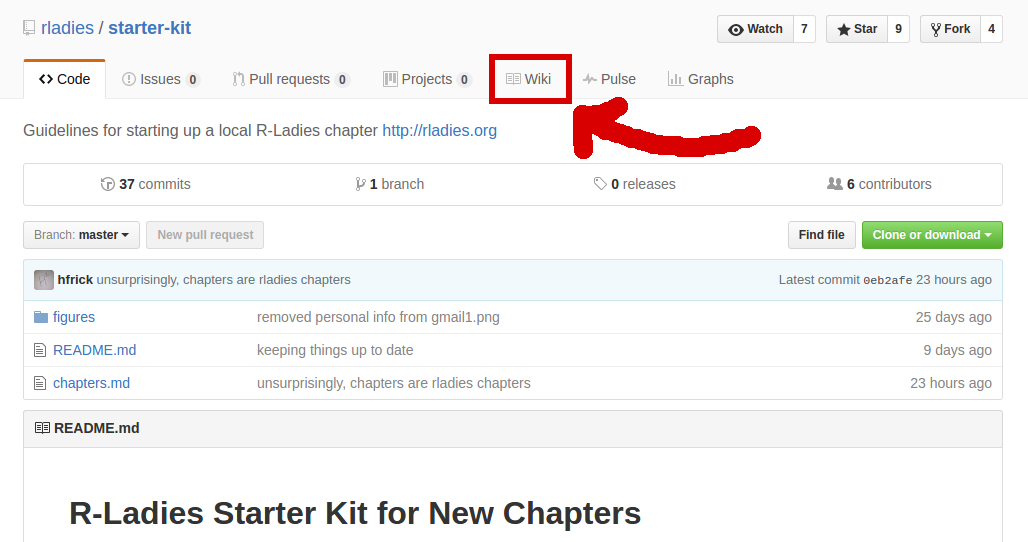 rladies / starter-kit Watch 7 Star 9 Fork 4
Code Issues 0 Pull requests 0 Projects 0 Wiki Pulse Graphs
Guidelines for starting up a local R-Ladies chapter http://rladies.org
37 commits 1 branch 0 releases 6 contributors
Branch: master New pull request Find file Clone or download
hfrick unsurprisingly, chapters are rladies chapters Latest commit 0eb2afe 23 hours ago
figures removed personal info from gmail1.png 25 days ago
README.md keeping things up to date 9 days ago
chapters.md unsurprisingly, chapters are rladies chapters 23 hours ago
README.md
R-Ladies Starter Kit for New Chapters